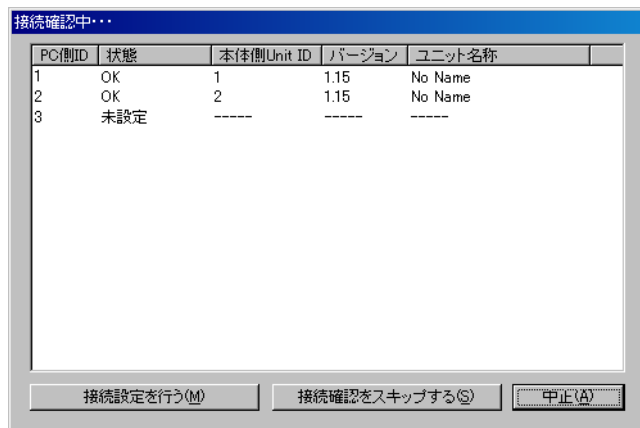 接続確認中・・・
PC側ID 状態 本体側Unit ID バージョン ユニット名称
1 OK 1 1.15 No Name
2 OK 2 1.15 No Name
3 未設定 ----- ----- -----
接続設定を行う(M) 接続確認をスキップする(S) 中止(A)